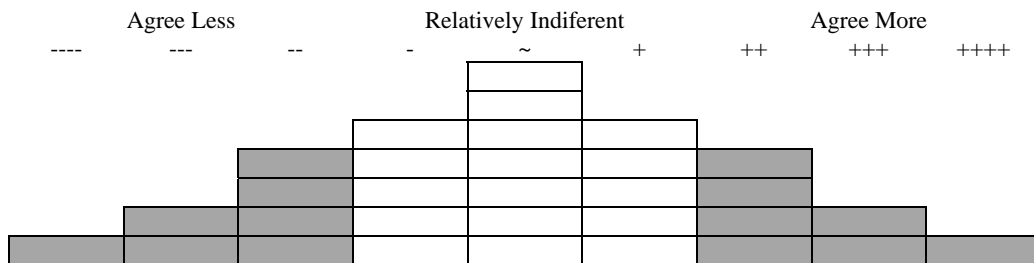 Agree Less Relatively Indiferent Agree More
---- --- -- - ~ + ++ +++ ++++